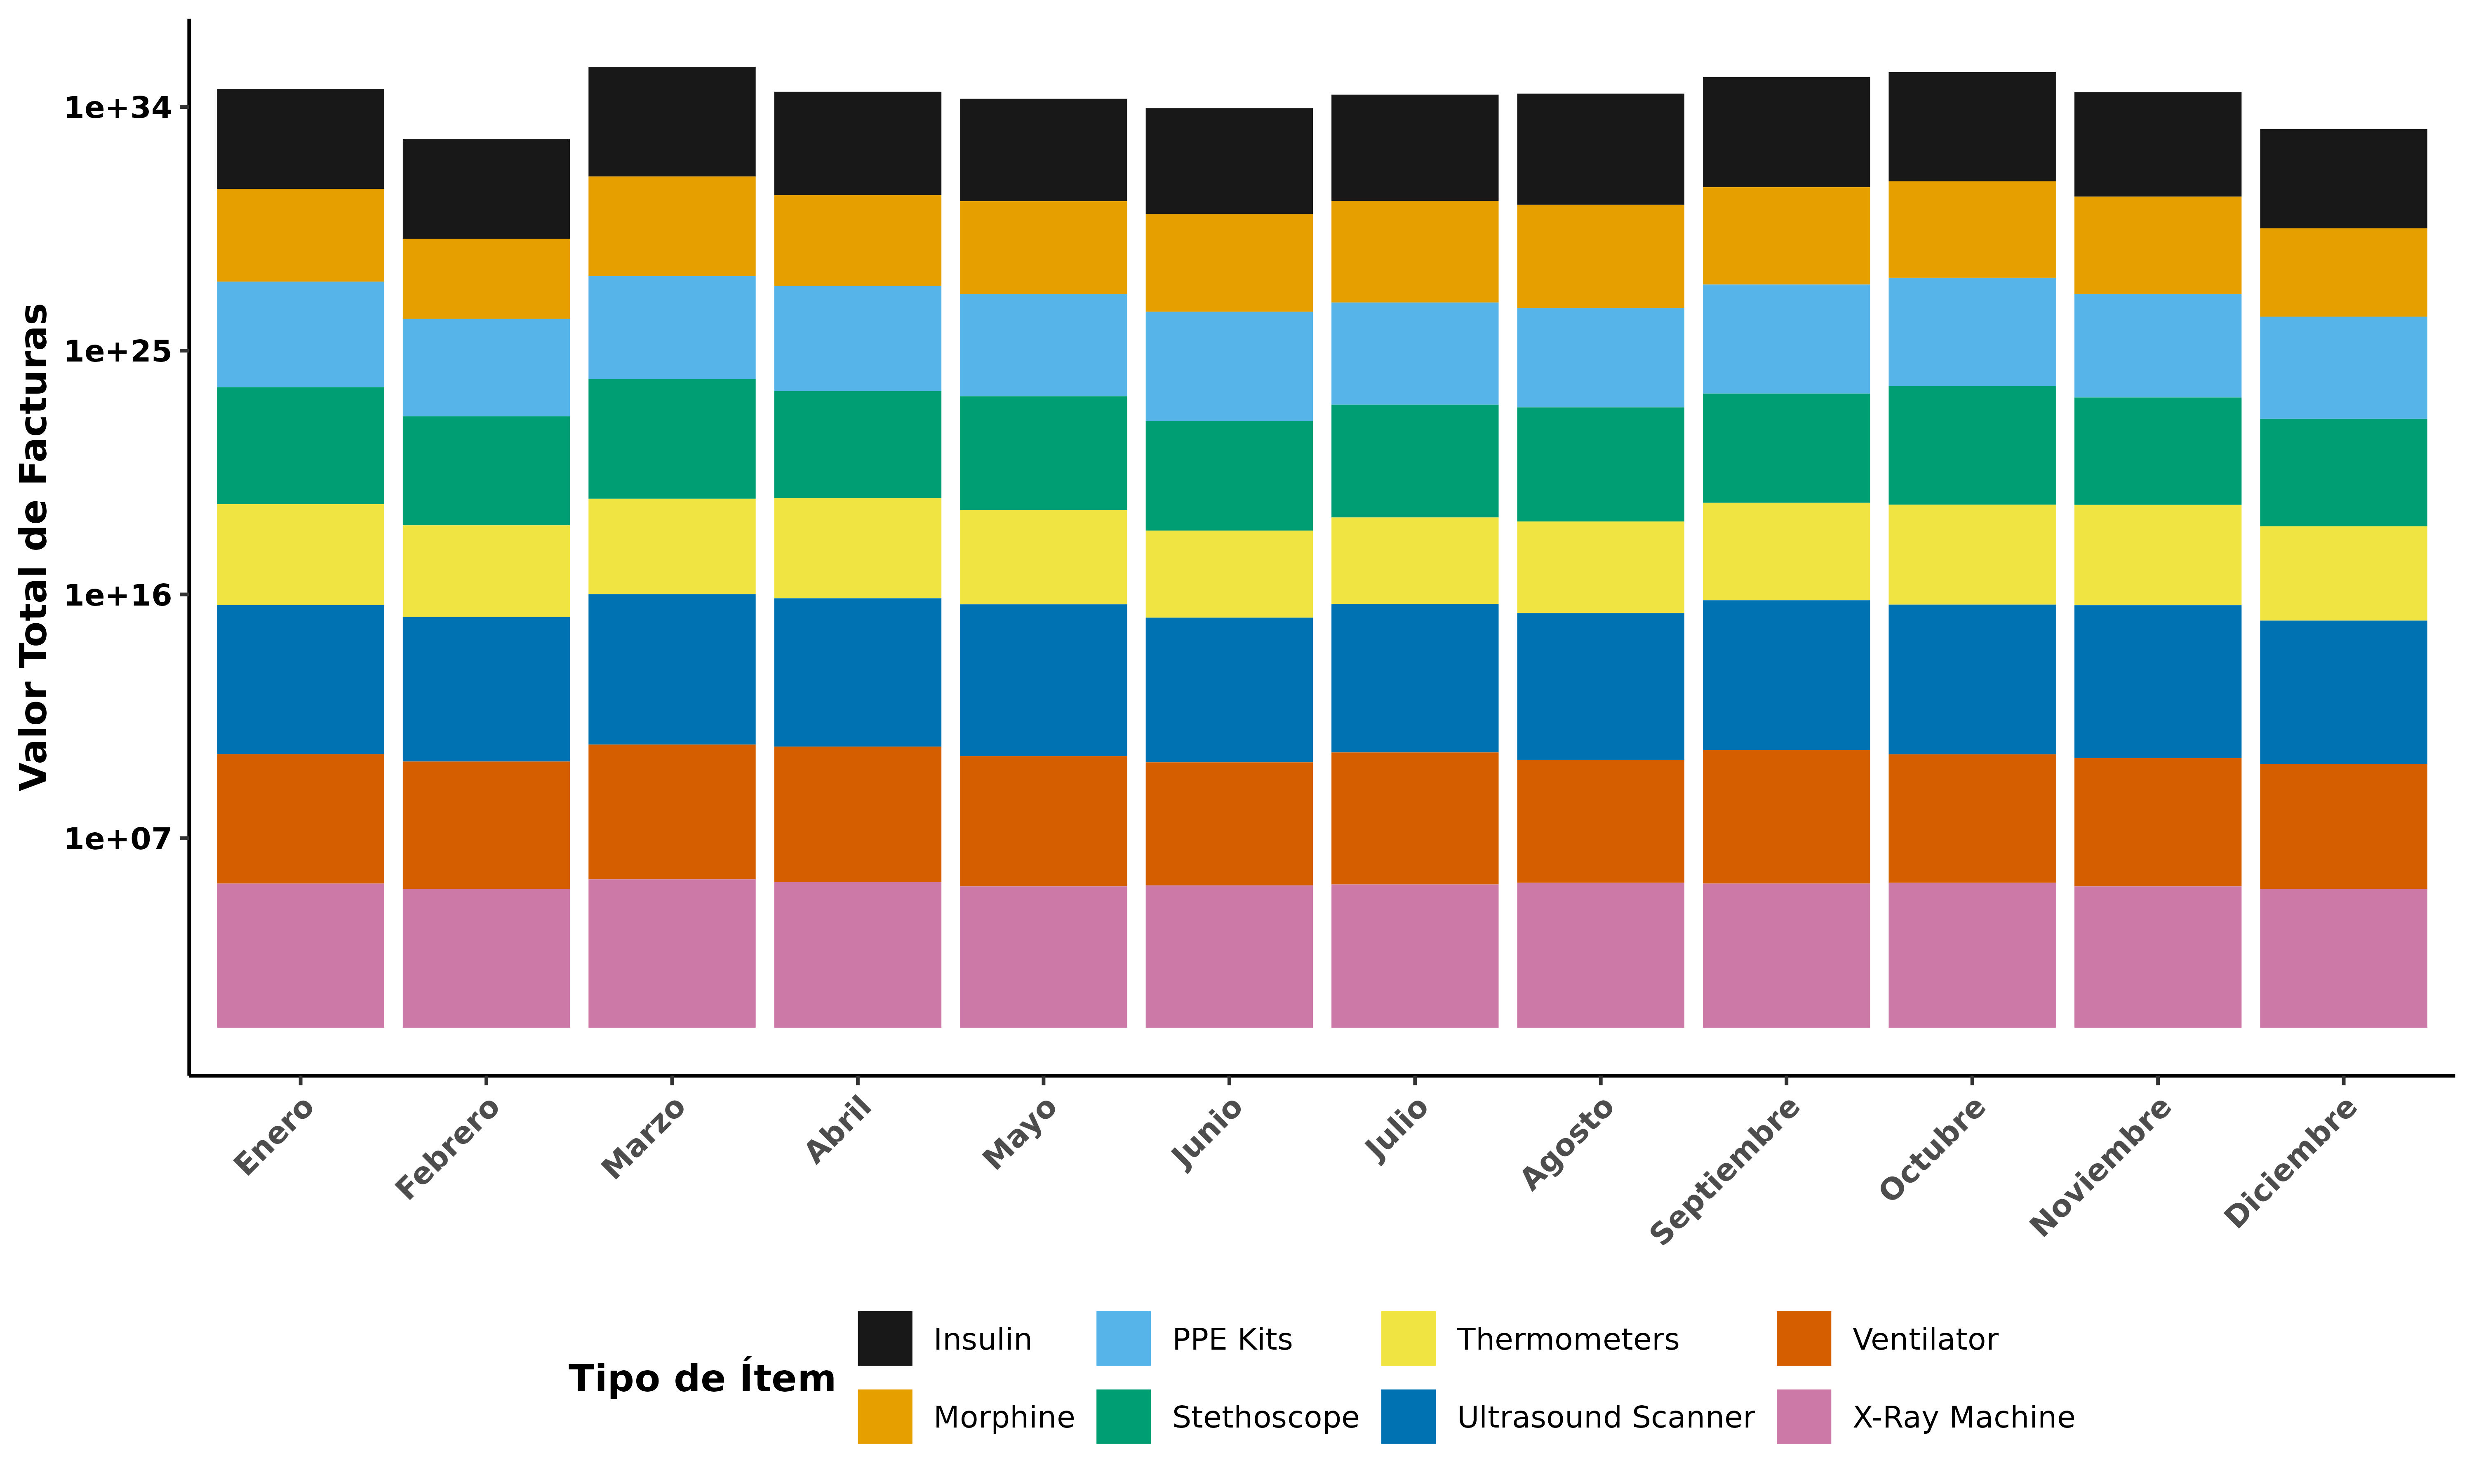 Valor Total de Facturas
1e+34
1e+25
1e+16
1e+07
Enero
Febrero
Marzo
Abril
Mayo
Junio
Julio
Agosto
Septiembre
Octubre
Noviembre
Diciembre
Tipo de Ítem
Insulin
PPE Kits
Thermometers
Ventilator
Morphine
Stethoscope
Ultrasound Scanner
X-Ray Machine